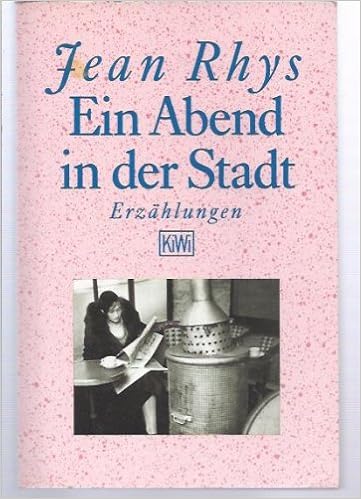 Jean Rhys
Ein Abend
in der Stadt
Erzählungen
KiWi